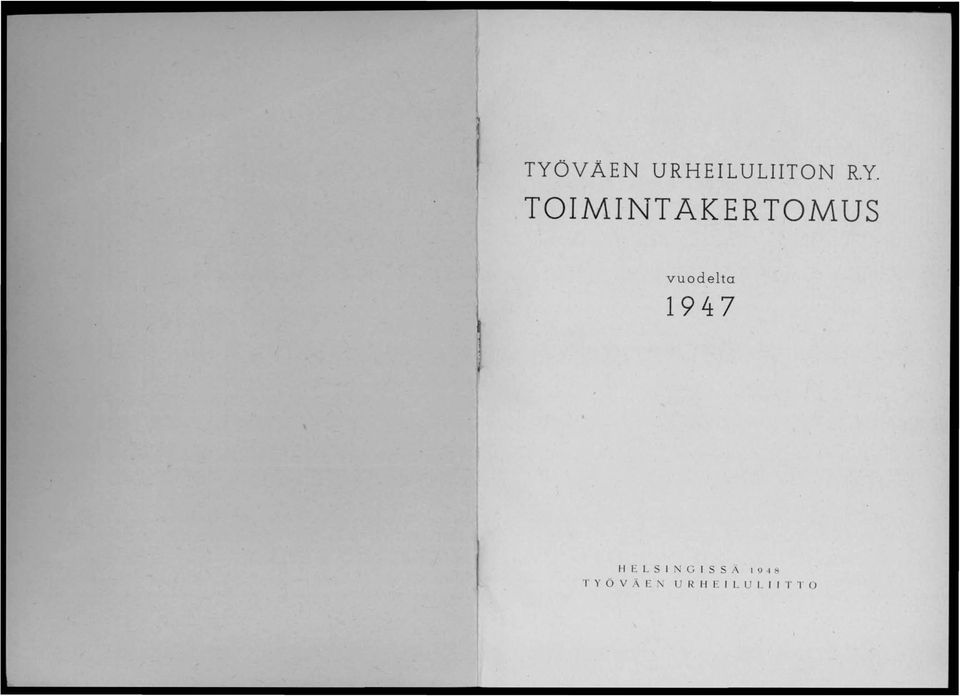 TYÖVÄEN URHEILULIITON R.Y.
TOIMINTAKERTOMUS
vuodelta
1947
HELSINGISSÄ 1948
TYÖVÄEN URHEILULIITTO